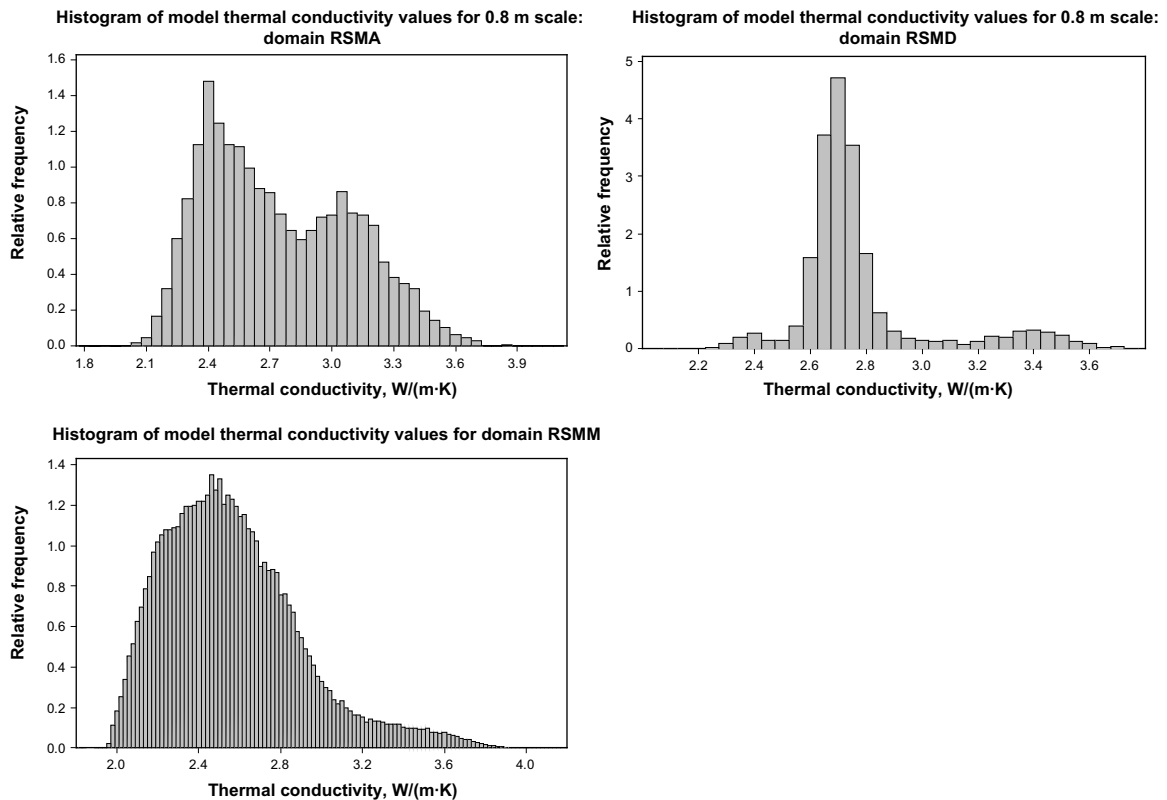 Histogram of model thermal conductivity values for 0.8 m scale:
domain RSMA
1.6
1.4
1.2
1.0
0.8
0.6
0.4
0.2
0.0
Relative frequency
1.8 2.1 2.4 2.7 3.0 3.3 3.6 3.9
Thermal conductivity, W/(m·K)
Histogram of model thermal conductivity values for 0.8 m scale:
domain RSMD
5
4
3
2
1
0
Relative frequency
2.2 2.4 2.6 2.8 3.0 3.2 3.4 3.6
Thermal conductivity, W/(m·K)
Histogram of model thermal conductivity values for domain RSMM
1.4
1.2
1.0
0.8
0.6
0.4
0.2
0.0
Relative frequency
2.0 2.4 2.8 3.2 3.6 4.0
Thermal conductivity, W/(m·K)